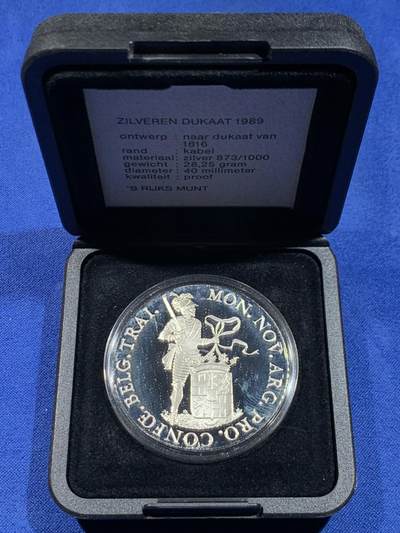 ZILVEREN DUKAAT 1989
ontwerp : naar dukaat van
1816
rand : kabel
materiaal: zilver 873/1000
gewicht : 28,25 gram
diameter : 40 millimeter
kwaliteit : proof
'S RIJKS MUNT
MON. NOV. ARG. PRO. CONFŒ. BELG. TRAI.